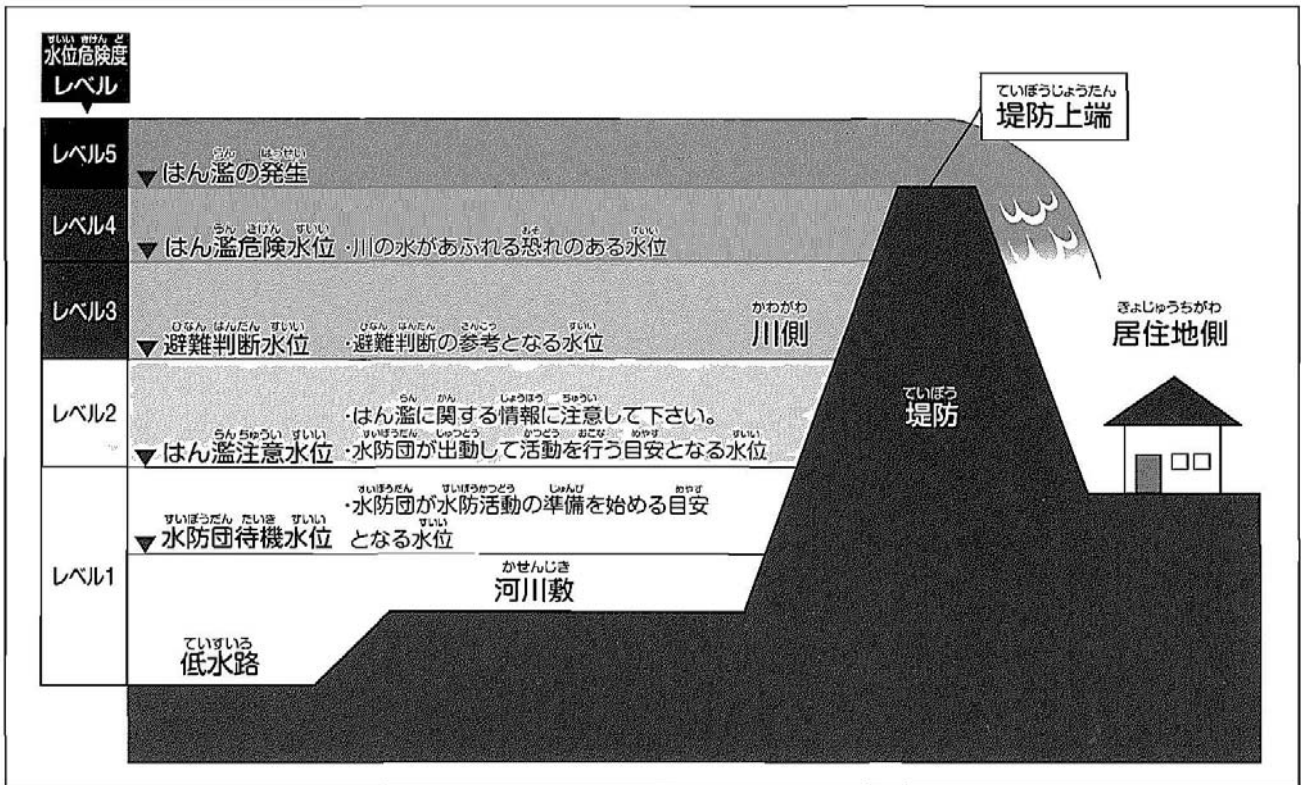 水位危険度
レベル
堤防上端
レベル5
▼はん濫の発生
レベル4
▼はん濫危険水位 ・川の水があふれる恐れのある水位
レベル3
▼避難判断水位 ・避難判断の参考となる水位
川側
居住地側
堤防
レベル2
・はん濫に関する情報に注意して下さい。
▼はん濫注意水位 ・水防団が出動して活動を行う目安となる水位
レベル1
・水防団が水防活動の準備を始める目安
▼水防団待機水位 となる水位
河川敷
低水路